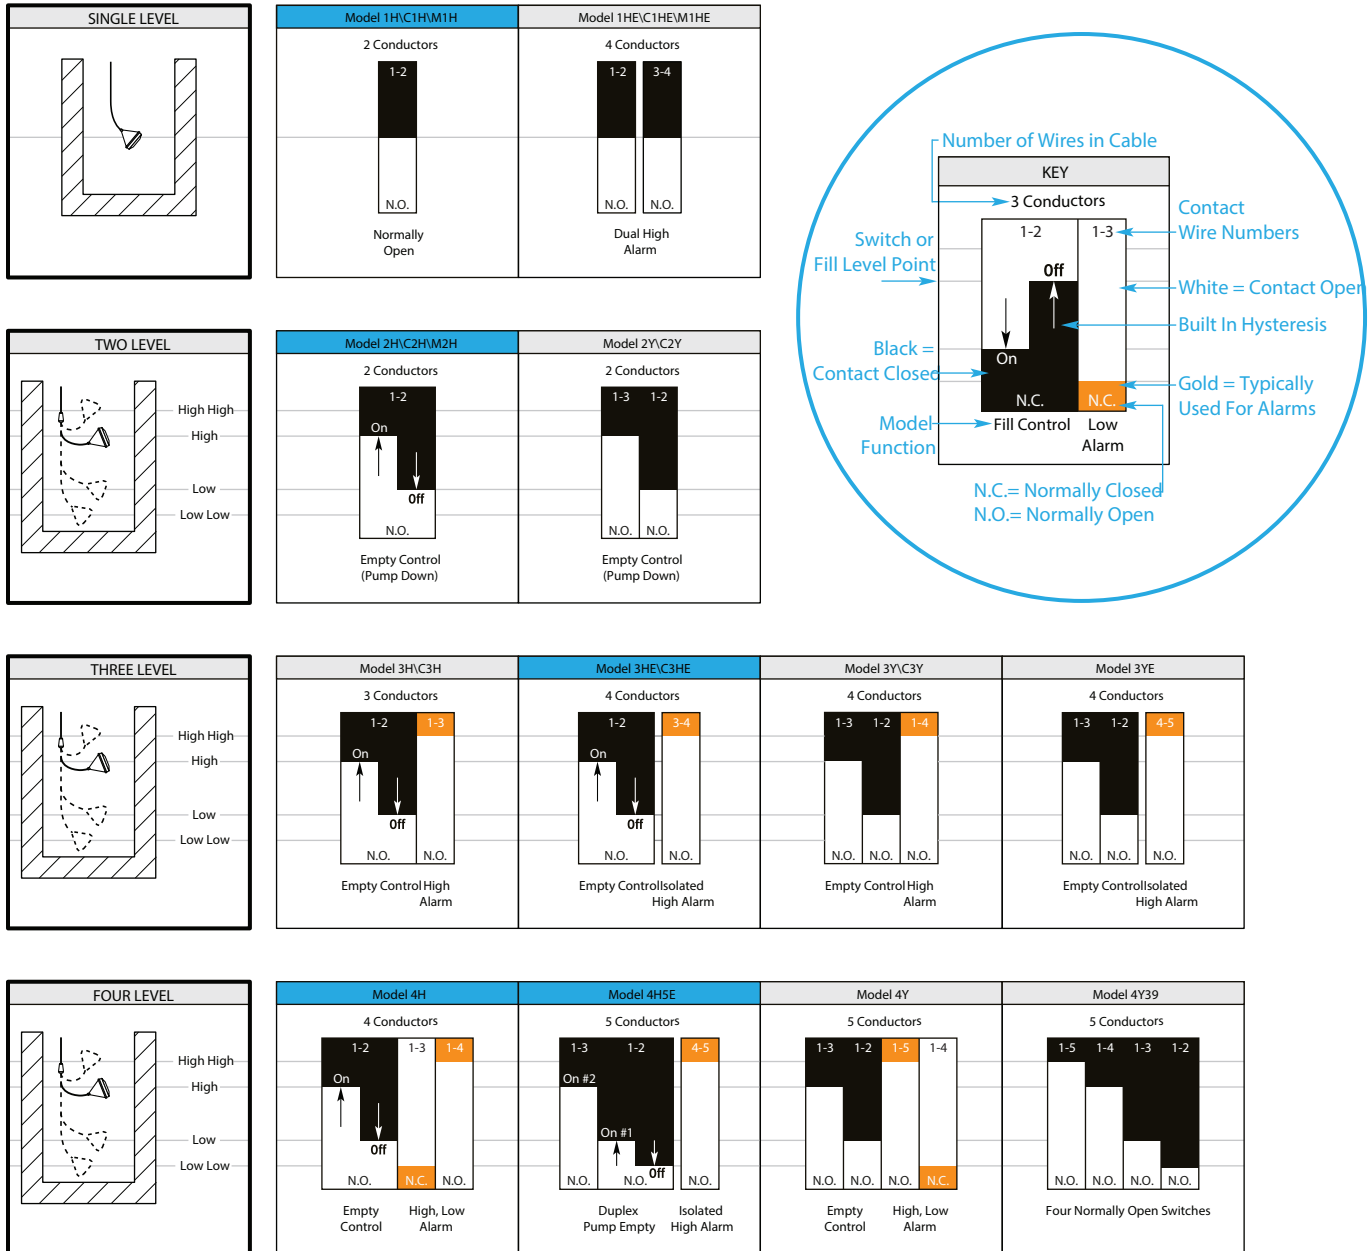 SINGLE LEVEL
Model 1H\C1H\M1H
2 Conductors
1-2
N.O.
Normally
Open
Model 1HE\C1HE\M1HE
4 Conductors
1-2 3-4
N.O. N.O.
Dual High
Alarm
Number of Wires in Cable
KEY
3 Conductors
1-2 1-3
Contact
Wire Numbers
Switch or
Fill Level Point
Off
White = Contact Open
Built In Hysteresis
Black =
Contact Closed
On
Gold = Typically
Used For Alarms
N.C. N.C.
Model
Function
Fill Control
Low
Alarm
N.C.= Normally Closed
N.O.= Normally Open
TWO LEVEL
High High
High
Low
Low Low
Model 2H\C2H\M2H
2 Conductors
1-2
On
Off
N.O.
Empty Control
(Pump Down)
Model 2Y\C2Y
2 Conductors
1-3 1-2
N.O. N.O.
Empty Control
(Pump Down)
THREE LEVEL
High High
High
Low
Low Low
Model 3H\C3H
3 Conductors
1-2 1-3
On
Off
N.O. N.O.
Empty Control High
Alarm
Model 3HE\C3HE
4 Conductors
1-2 3-4
On
Off
N.O. N.O.
Empty Control Isolated
High Alarm
Model 3Y\C3Y
4 Conductors
1-3 1-2 1-4
N.O. N.O. N.O.
Empty Control High
Alarm
Model 3YE
4 Conductors
1-3 1-2 4-5
N.O. N.O. N.O.
Empty Control Isolated
High Alarm
FOUR LEVEL
High High
High
Low
Low Low
Model 4H
4 Conductors
1-2 1-3 1-4
On
Off
N.O. N.C. N.O.
Empty
Control
High, Low
Alarm
Model 4H5E
5 Conductors
1-3 1-2 4-5
On #2
On #1
Off
N.O. N.O. N.O.
Duplex
Pump Empty
Isolated
High Alarm
Model 4Y
5 Conductors
1-3 1-2 1-5 1-4
N.O. N.O. N.O. N.C.
Empty
Control
High, Low
Alarm
Model 4Y39
5 Conductors
1-5 1-4 1-3 1-2
N.O. N.O. N.O. N.O.
Four Normally Open Switches